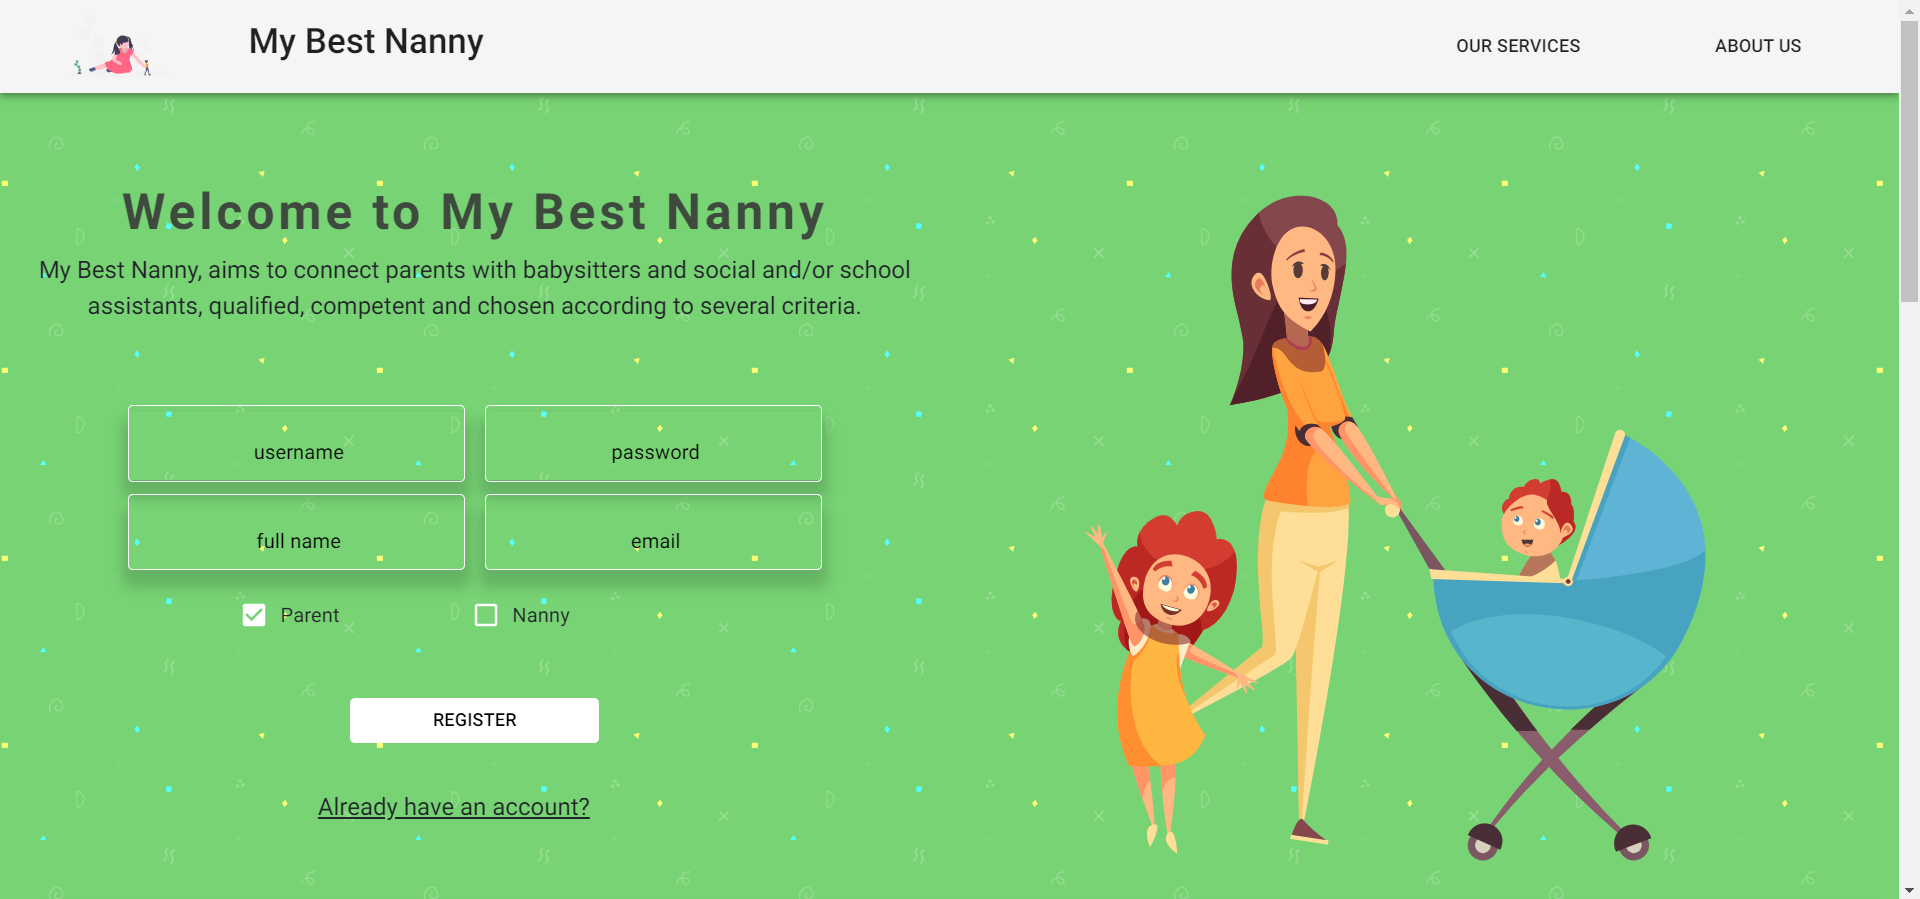 My Best Nanny
OUR SERVICES
ABOUT US
Welcome to My Best Nanny
My Best Nanny, aims to connect parents with babysitters and social and/or school
assistants, qualified, competent and chosen according to several criteria.
username
password
full name
email
Parent
Nanny
REGISTER
Already have an account?